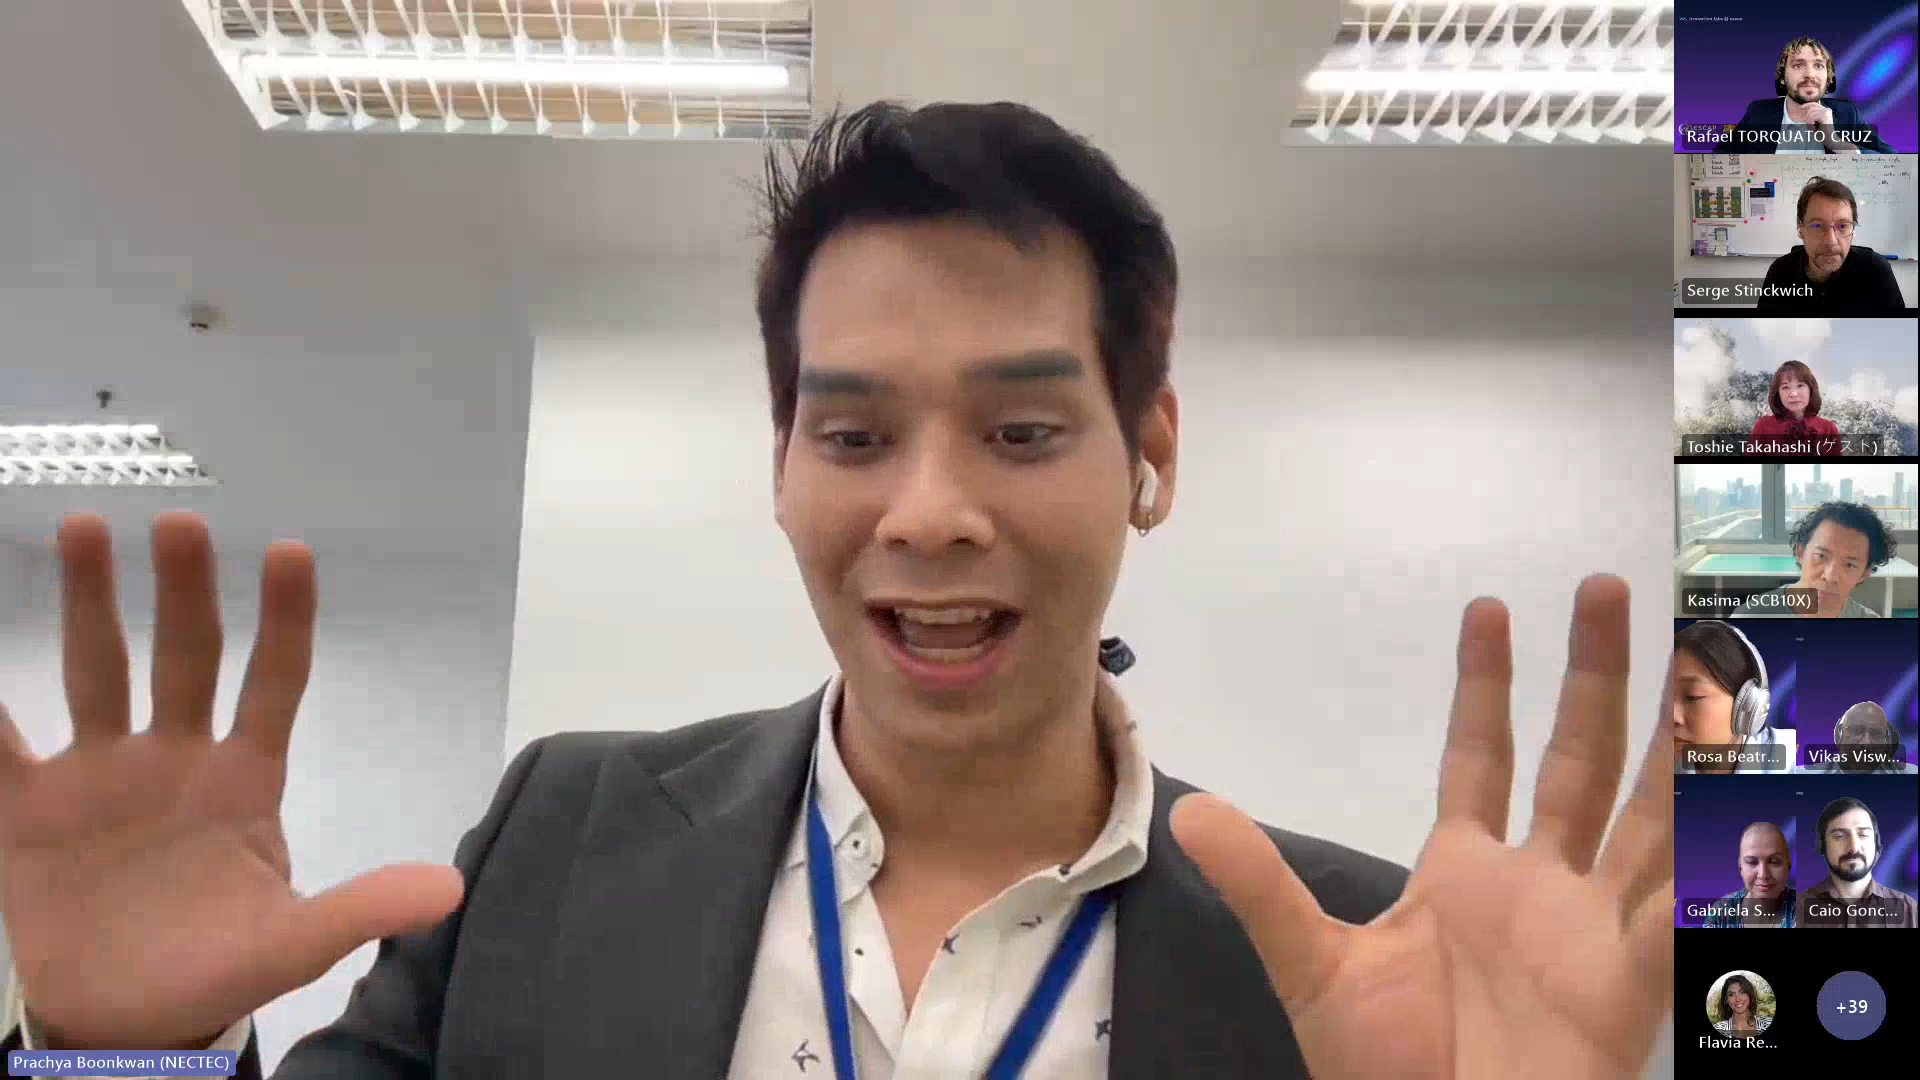 Prachya Boonkwan (NECTEC)
Rafael TORQUATO CRUZ
Serge Stinckwich
Toshie Takahashi (ゲスト)
Kasima (SCB10X)
Rosa Beatr...
Vikas Visw...
Gabriela S...
Caio Gonc...
Flavia Re...
+39